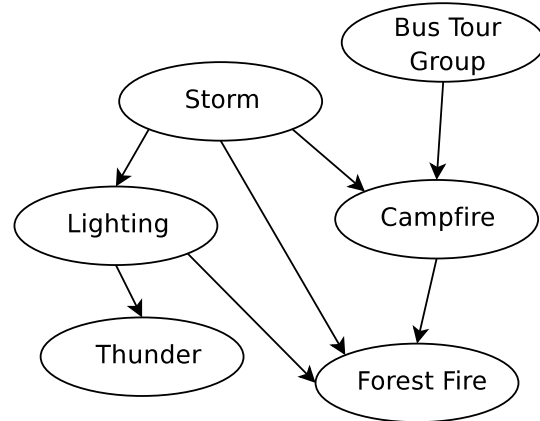 Bus Tour
Group
Storm
Lighting
Campfire
Thunder
Forest Fire